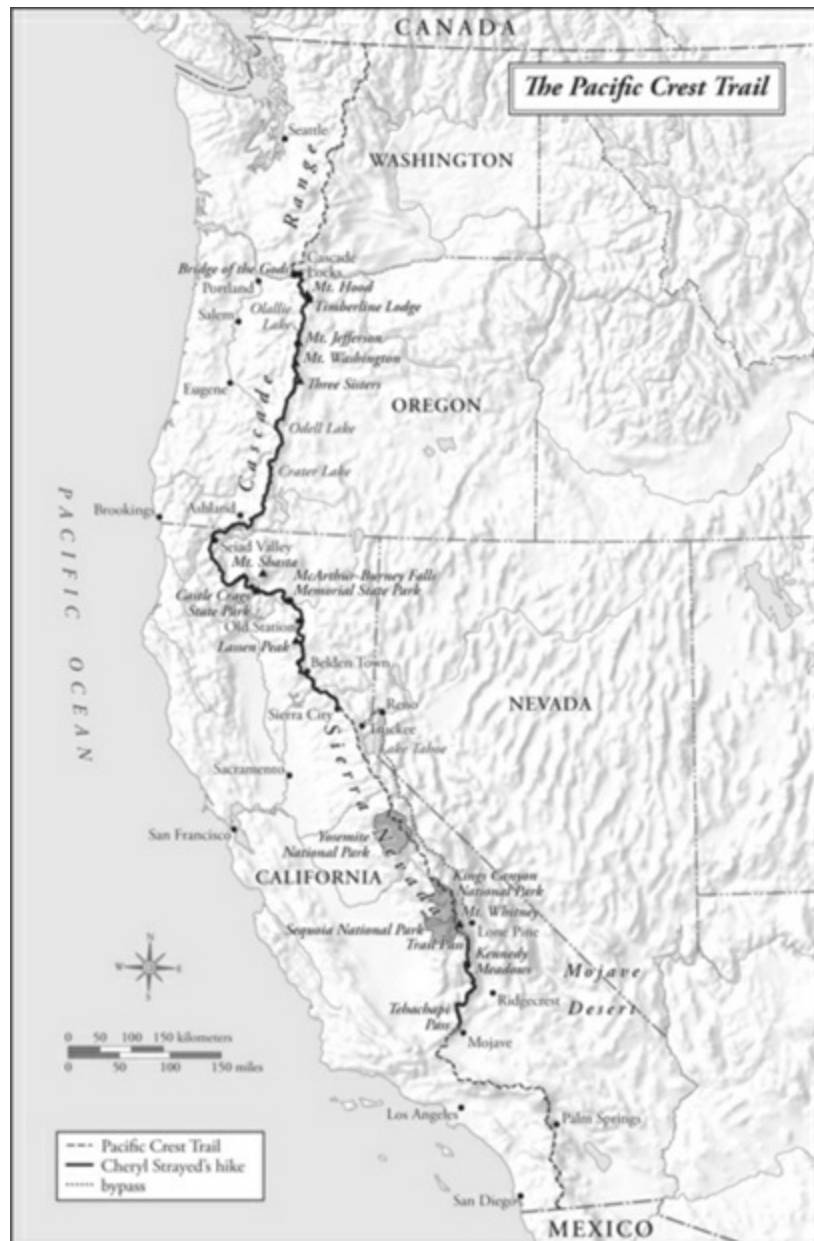 CANADA
The Pacific Crest Trail
Seattle
WASHINGTON
Range
Cascade
Locks
Bridge of the Gods
Portland
Mt. Hood
Timberline Lodge
Olallie
Lake
Salem
Mt. Jefferson
Mt. Washington
Three Sisters
Eugene
OREGON
Cascade
Odell Lake
Crater Lake
Brookings
Ashland
PACIFIC OCEAN
Seiad Valley
Mt. Shasta
McArthur-Burney Falls
Memorial State Park
Castle Crags
State Park
Old Station
Lassen Peak
Belden Town
Reno
NEVADA
Sierra City
Truckee
Lake Tahoe
Sierra Nevada
Sacramento
San Francisco
Yosemite
National Park
CALIFORNIA
Kings Canyon
National Park
Mt. Whitney
Sequoia National Park
Lone Pine
Trail Pass
Kennedy
Meadows
Mojave
Desert
Ridgecrest
Tehachapi
Pass
Mojave
N
W
E
S
0 50 100 150 kilometers
0 50 100 150 miles
Los Angeles
Palm Springs
Pacific Crest Trail
Cheryl Strayed's hike
bypass
San Diego
MEXICO